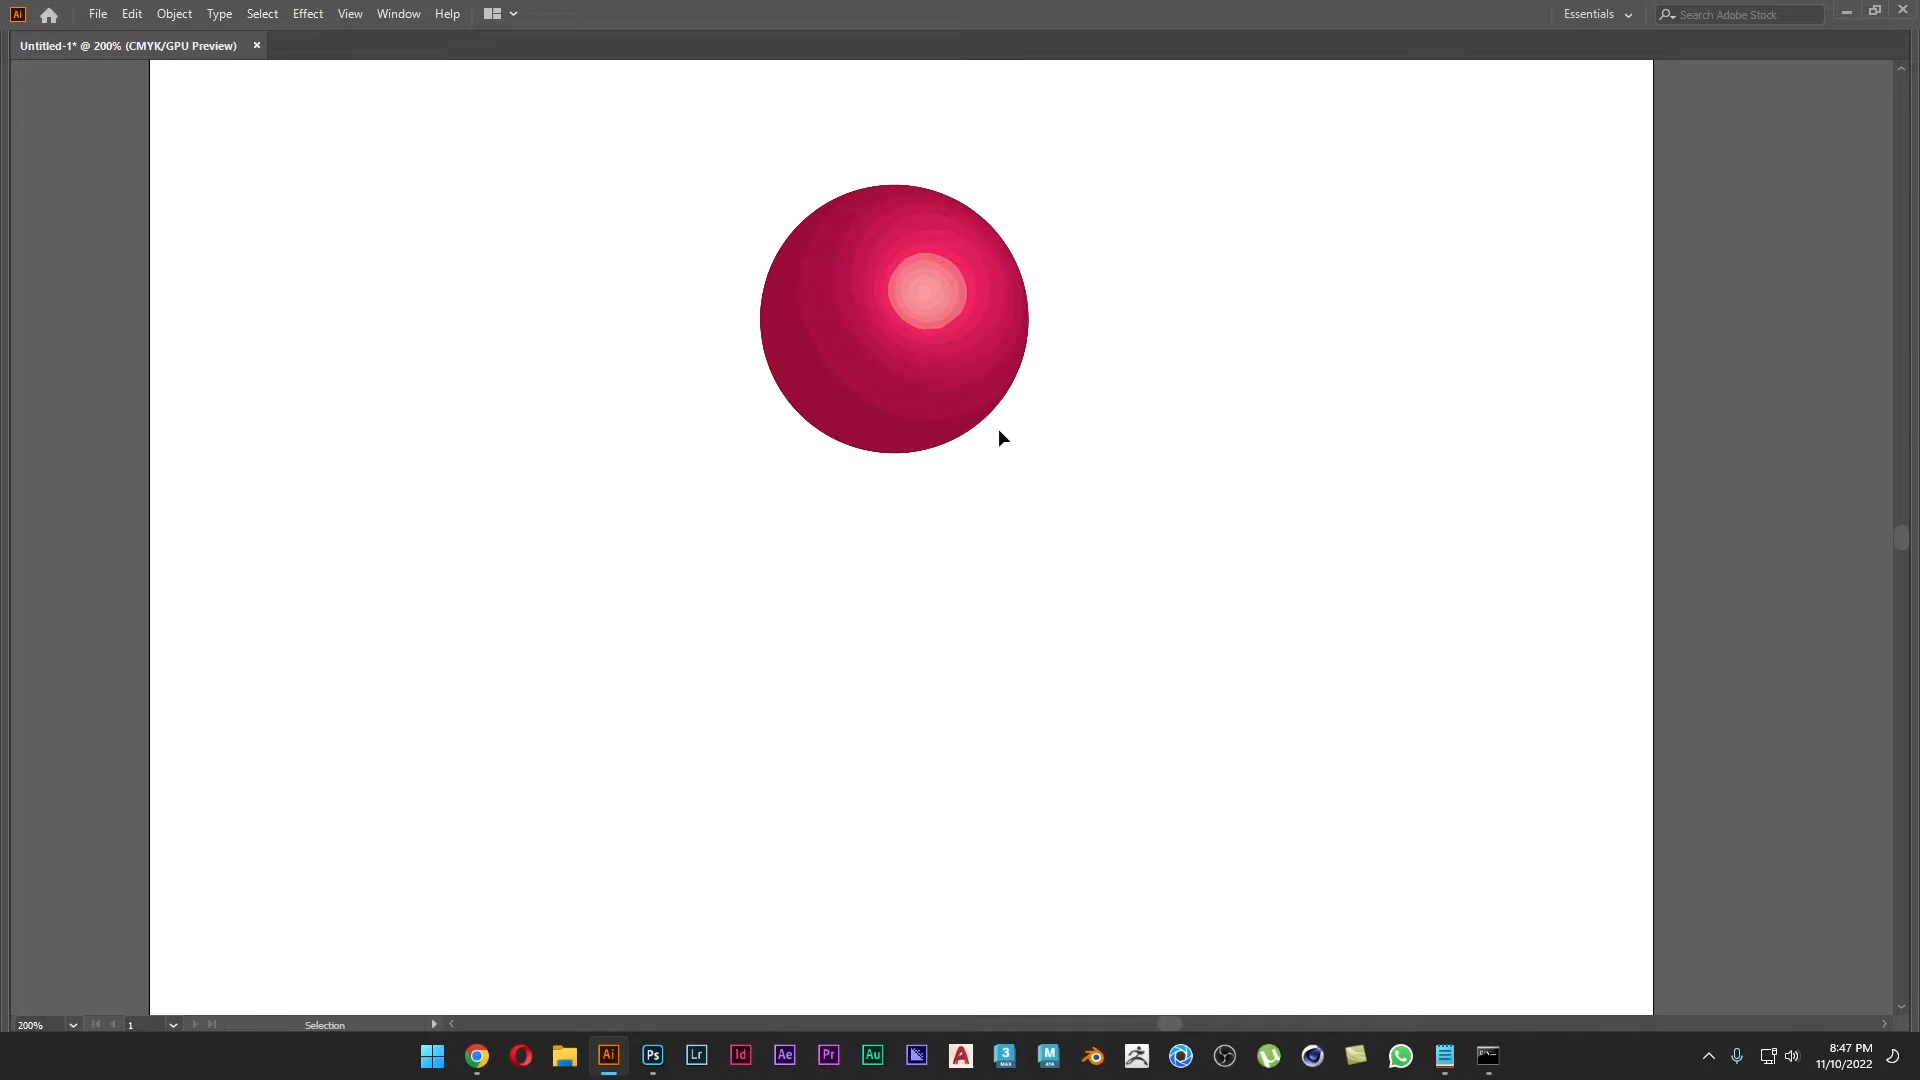 Ai File Edit Object Type Select Effect View Window Help Essentials Search Adobe Stock
Untitled-1* @ 200% (CMYK/GPU Preview) ×
200% 1 Selection
Ai Ps Lr Id Ae Pr Au A 3 M
8:47 PM
11/10/2022